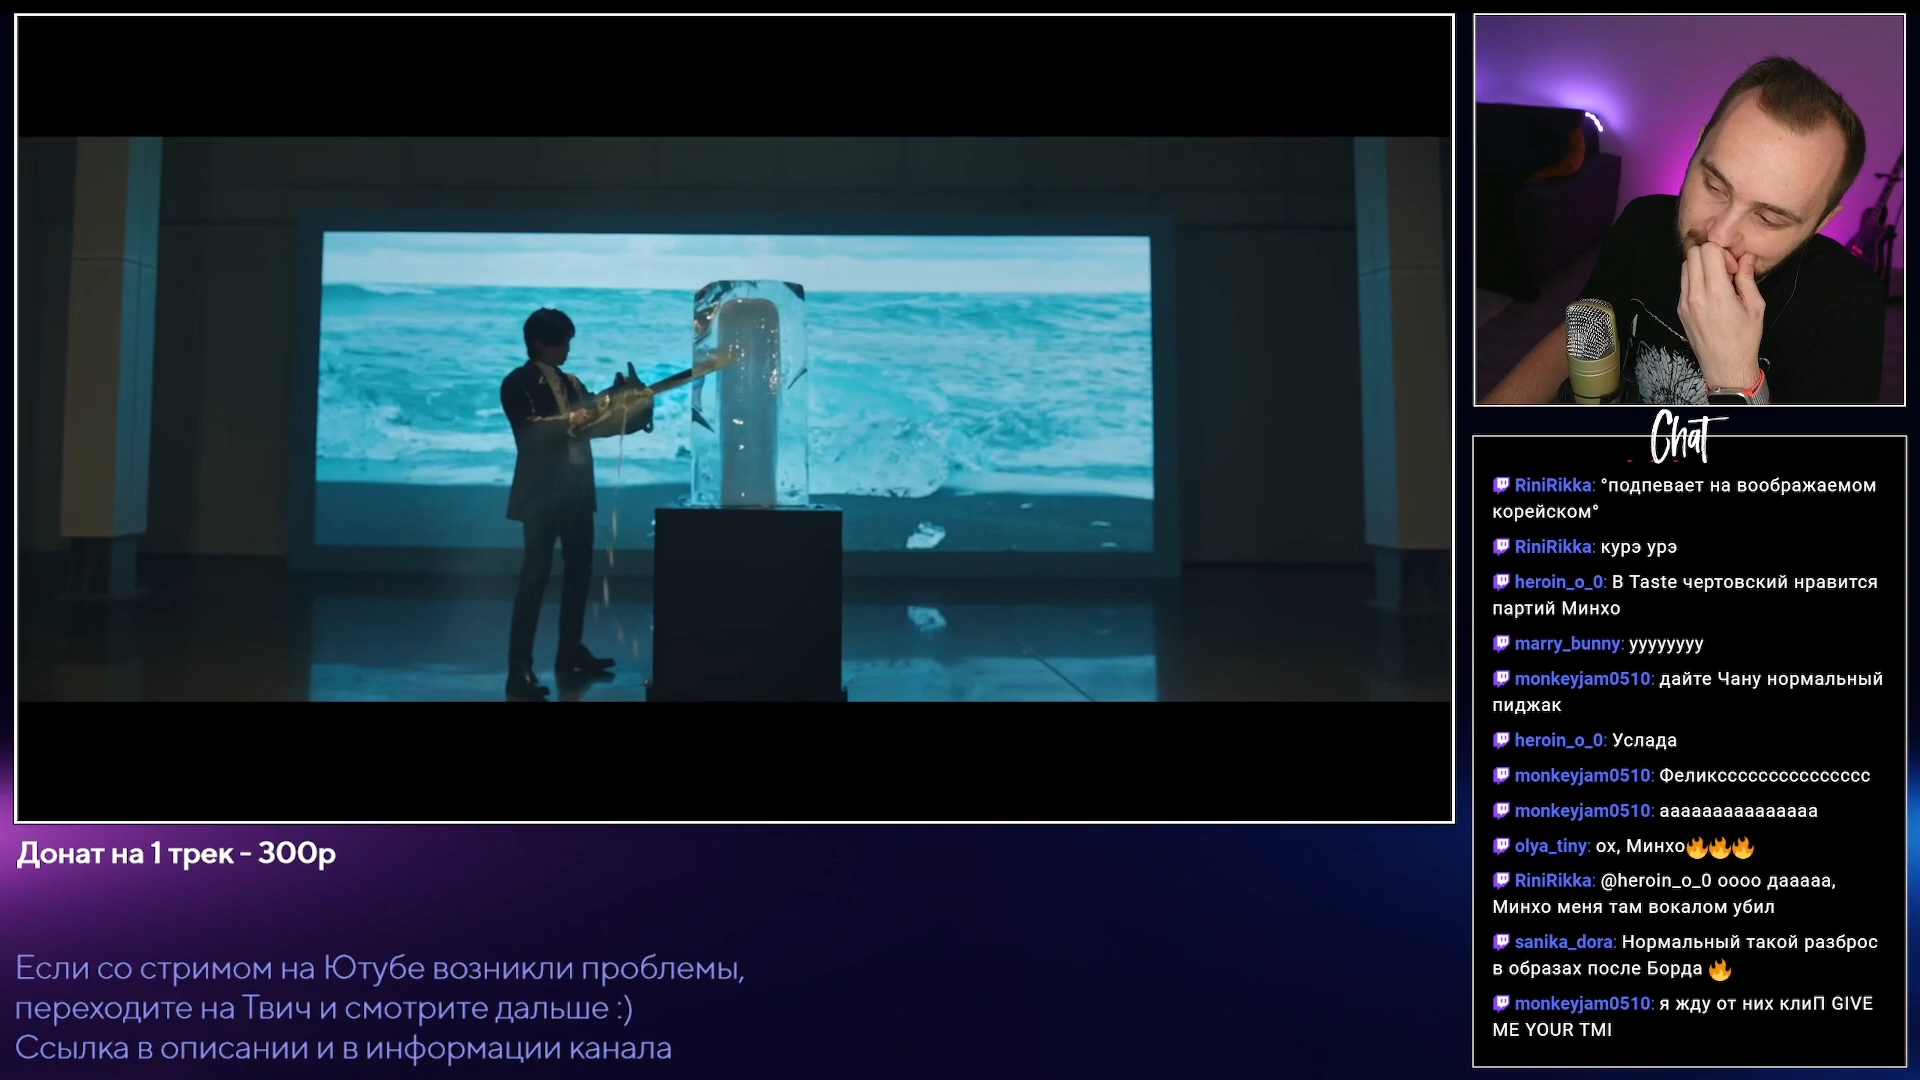 Chat
RiniRikka: °подпевает на воображаемом
корейском°
RiniRikka: курэ урэ
heroin_o_0: В Taste чертовский нравится
партий Минхо
marry_bunny: уууууууу
monkeyjam0510: дайте Чану нормальный
пиджак
heroin_o_0: Услада
monkeyjam0510: Феликссссссссссссссс
monkeyjam0510: ааааааааааааааа
olya_tiny: ох, Минхо🔥🔥🔥
RiniRikka: @heroin_o_0 оооо дааааа,
Минхо меня там вокалом убил
sanika_dora: Нормальный такой разброс
в образах после Борда 🔥
monkeyjam0510: я жду от них клиП GIVE
ME YOUR TMI
Донат на 1 трек - 300р
Если со стримом на Ютубе возникли проблемы,
переходите на Твич и смотрите дальше :)
Ссылка в описании и в информации канала